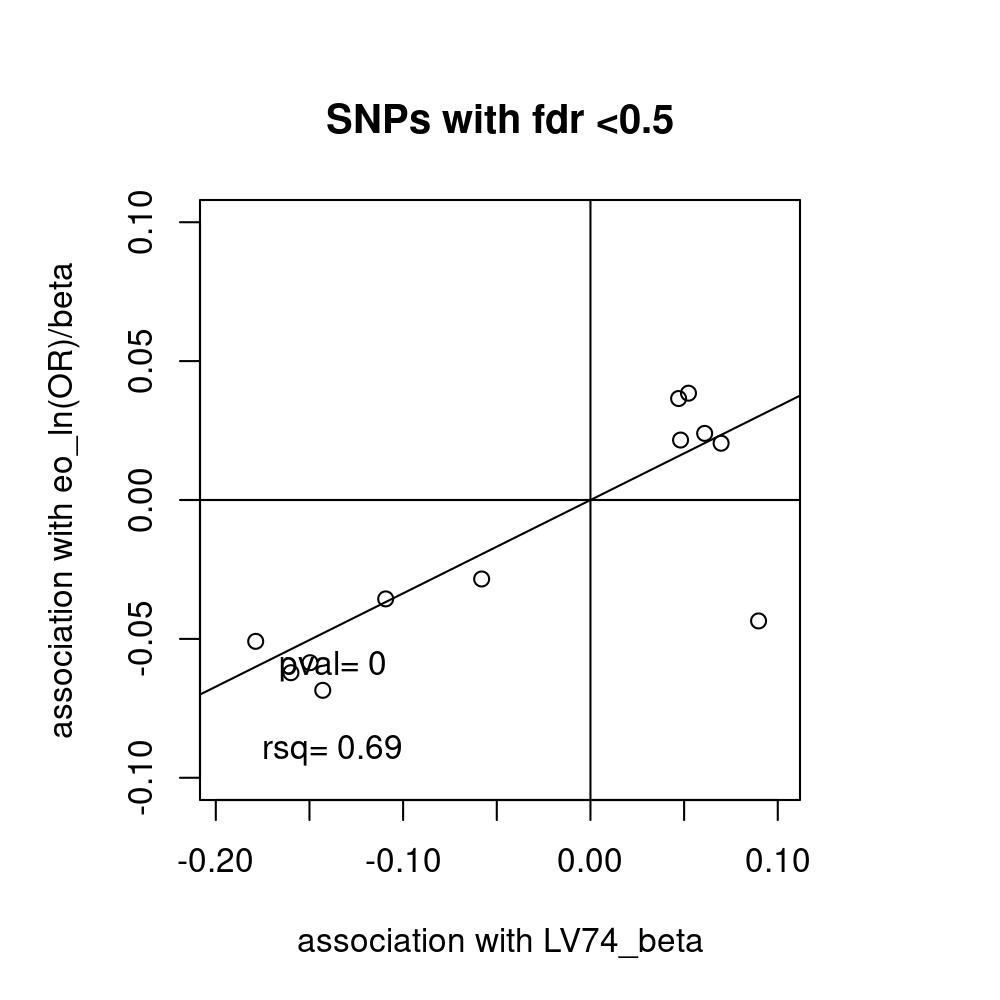 SNPs with fdr <0.5
association with eo_ln(OR)/beta
0.10
0.05
0.00
-0.05
-0.10
pval= 0
rsq= 0.69
-0.20 -0.10 0.00 0.10
association with LV74_beta